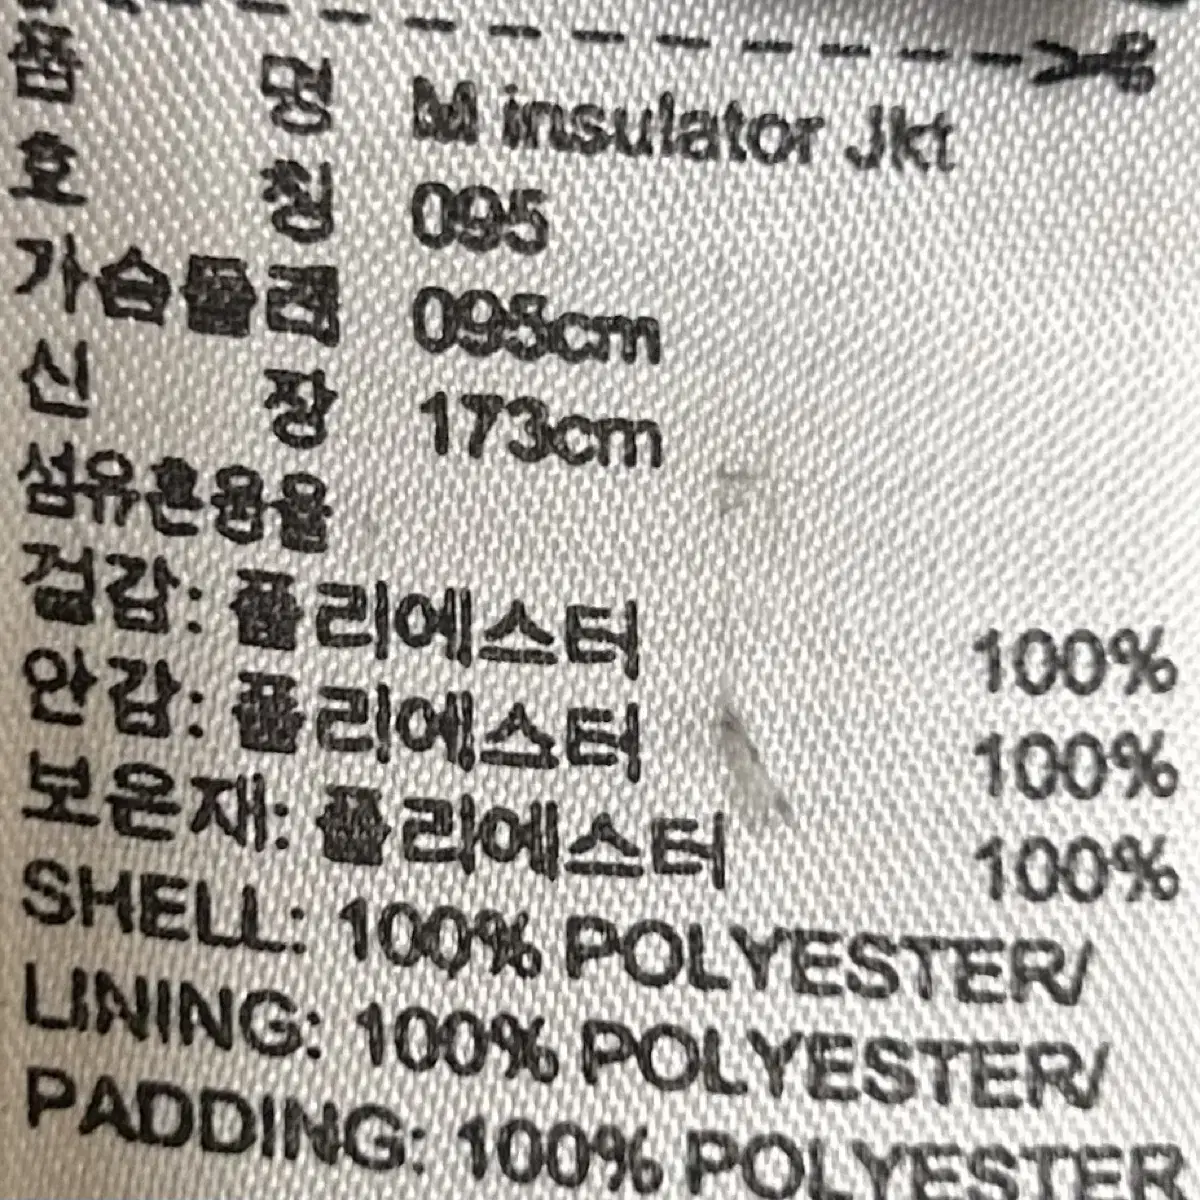 품 명 M insulator Jkt
호 칭 095
가슴둘레 095cm
신 장 173cm
섬유혼용율
겉감: 폴리에스터 100%
안감: 폴리에스터 100%
보온재: 폴리에스터 100%
SHELL: 100% POLYESTER/
LINING: 100% POLYESTER/
PADDING: 100% POLYESTER